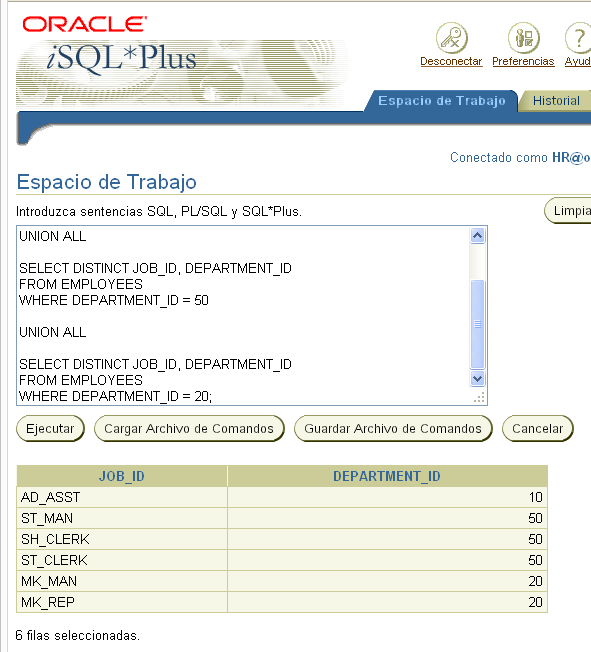 ORACLE
iSQL*Plus
Desconectar Preferencias Ayud
Espacio de Trabajo Historial
Conectado como HR@o
Espacio de Trabajo
Introduzca sentencias SQL, PL/SQL y SQL*Plus.
Limpia
UNION ALL
SELECT DISTINCT JOB_ID, DEPARTMENT_ID
FROM EMPLOYEES
WHERE DEPARTMENT_ID = 50
UNION ALL
SELECT DISTINCT JOB_ID, DEPARTMENT_ID
FROM EMPLOYEES
WHERE DEPARTMENT_ID = 20;
Ejecutar Cargar Archivo de Comandos Guardar Archivo de Comandos Cancelar
JOB_ID DEPARTMENT_ID
AD_ASST 10
ST_MAN 50
SH_CLERK 50
ST_CLERK 50
MK_MAN 20
MK_REP 20
6 filas seleccionadas.